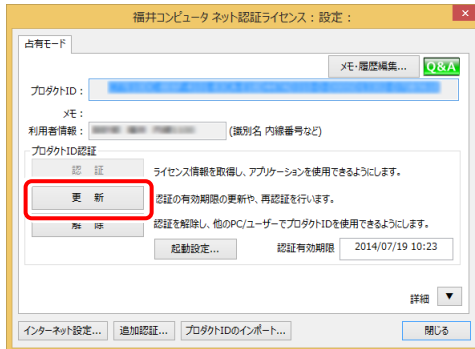 福井コンピュータ ネット認証ライセンス：設定：
占有モード
メモ・履歴編集... Q&A
プロダクトID：
メモ：
利用者情報： (識別名 内線番号など)
プロダクトID認証
認 証 ライセンス情報を取得し、アプリケーションを使用できるようにします。
更 新 認証の有効期限の更新や、再認証を行います。
解 除 認証を解除し、他のPC/ユーザーでプロダクトIDを使用できるようにします。
起動設定... 認証有効期限 2014/07/19 10:23
詳細 ▼
インターネット設定... 追加認証... プロダクトIDのインポート... 閉じる